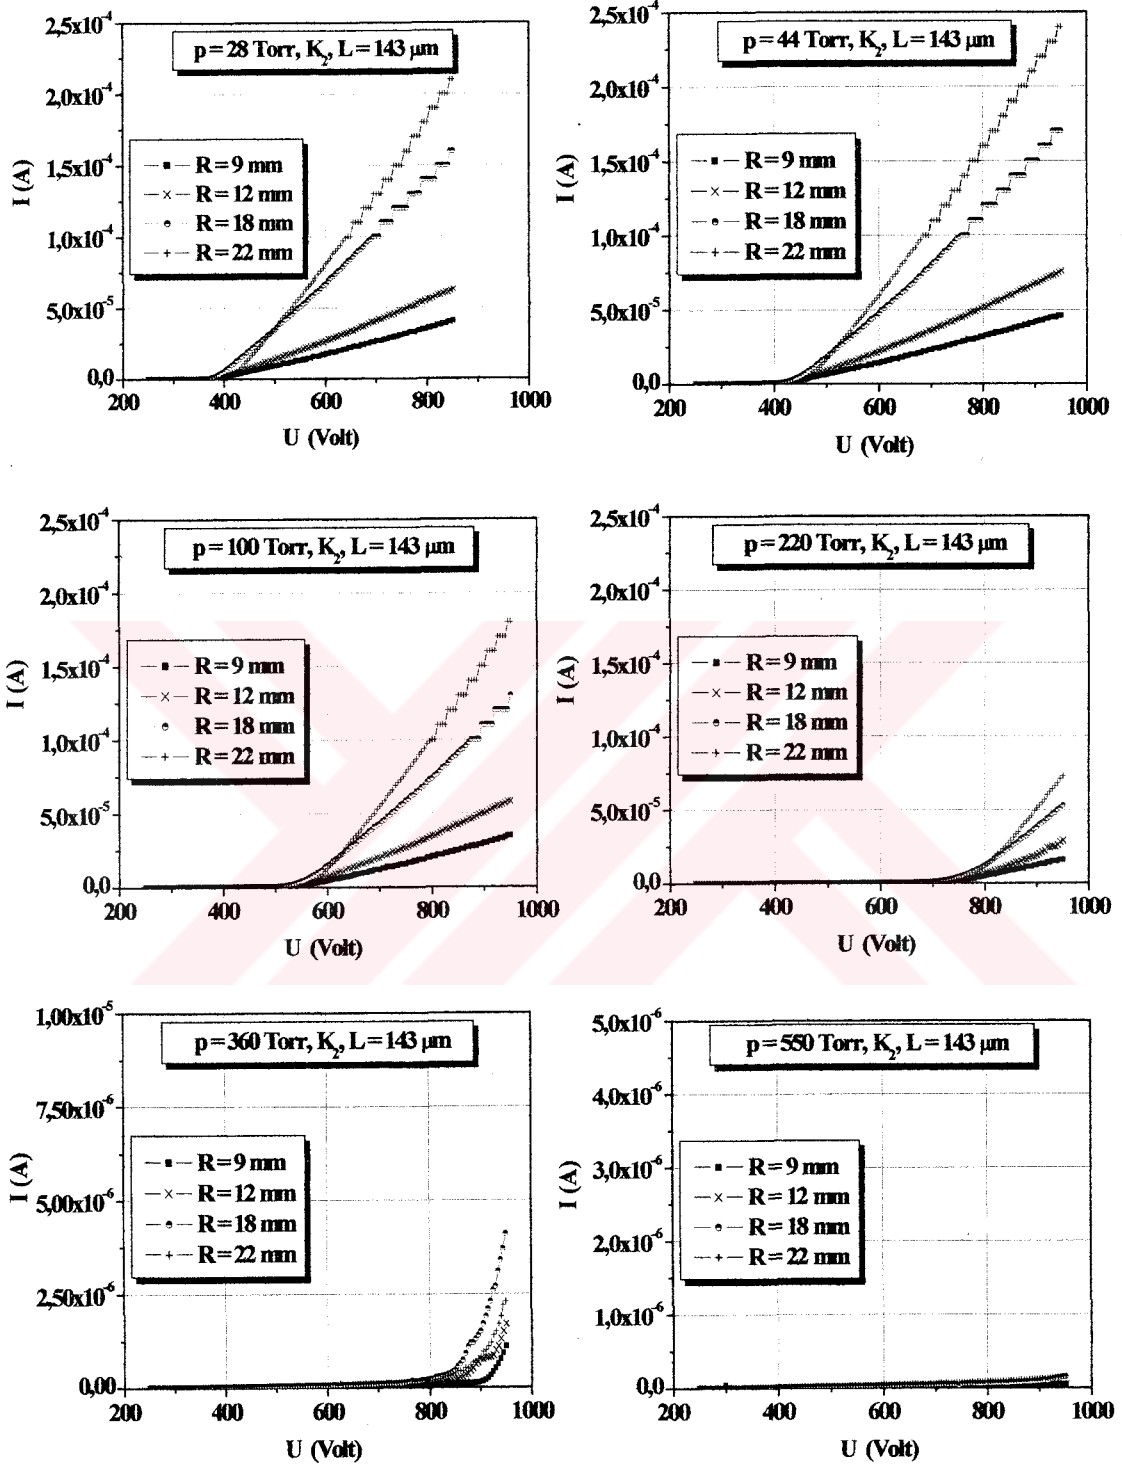 p = 28 Torr, K₂, L = 143 μm
2,5x10⁻⁴
2,0x10⁻⁴
1,5x10⁻⁴
1,0x10⁻⁴
5,0x10⁻⁵
0,0
I (A)
R = 9 mm
R = 12 mm
R = 18 mm
R = 22 mm
200 400 600 800 1000
U (Volt)
p = 44 Torr, K₂, L = 143 μm
2,5x10⁻⁴
2,0x10⁻⁴
1,5x10⁻⁴
1,0x10⁻⁴
5,0x10⁻⁵
0,0
I (A)
R = 9 mm
R = 12 mm
R = 18 mm
R = 22 mm
200 400 600 800 1000
U (Volt)
p = 100 Torr, K₂, L = 143 μm
2,5x10⁻⁴
2,0x10⁻⁴
1,5x10⁻⁴
1,0x10⁻⁴
5,0x10⁻⁵
0,0
I (A)
R = 9 mm
R = 12 mm
R = 18 mm
R = 22 mm
200 400 600 800 1000
U (Volt)
p = 220 Torr, K₂, L = 143 μm
2,5x10⁻⁴
2,0x10⁻⁴
1,5x10⁻⁴
1,0x10⁻⁴
5,0x10⁻⁵
0,0
I (A)
R = 9 mm
R = 12 mm
R = 18 mm
R = 22 mm
200 400 600 800 1000
U (Volt)
p = 360 Torr, K₂, L = 143 μm
1,00x10⁻⁵
7,50x10⁻⁶
5,00x10⁻⁶
2,50x10⁻⁶
0,00
I (A)
R = 9 mm
R = 12 mm
R = 18 mm
R = 22 mm
200 400 600 800 1000
U (Volt)
p = 550 Torr, K₂, L = 143 μm
5,0x10⁻⁶
4,0x10⁻⁶
3,0x10⁻⁶
2,0x10⁻⁶
1,0x10⁻⁶
0,0
I (A)
R = 9 mm
R = 12 mm
R = 18 mm
R = 22 mm
200 400 600 800 1000
U (Volt)